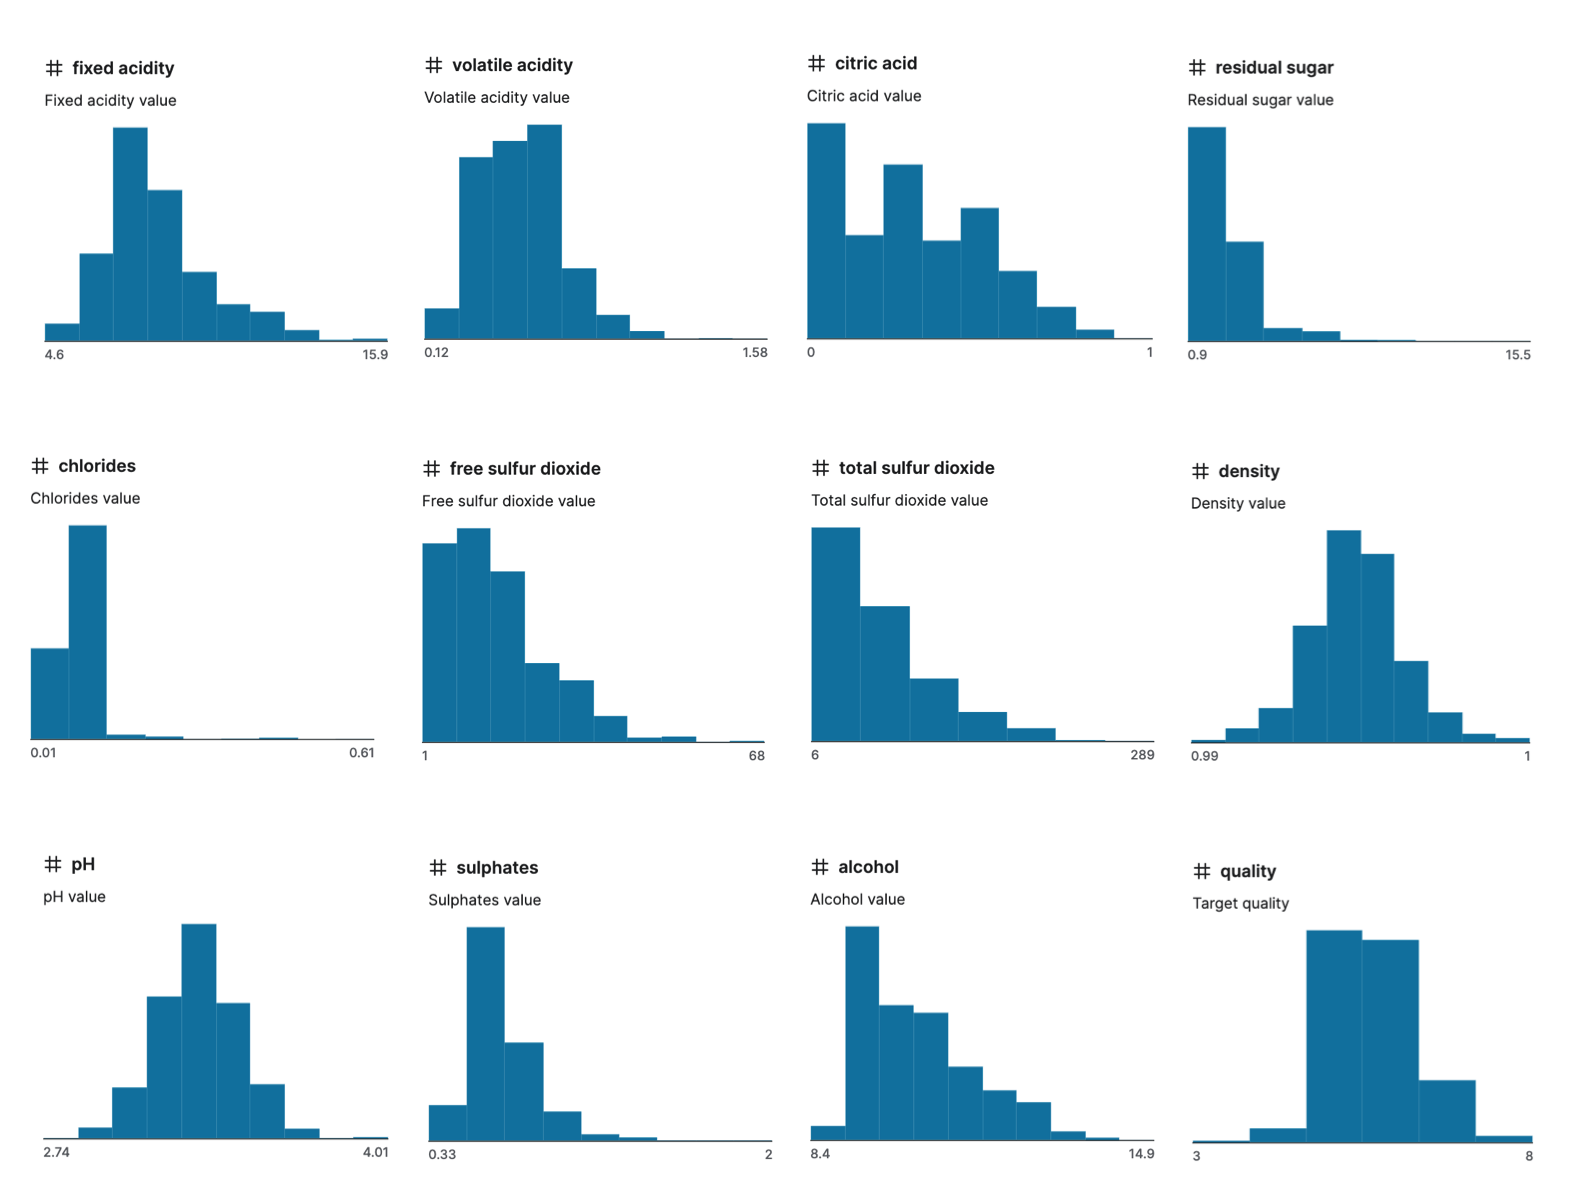 # fixed acidity
Fixed acidity value
4.6 15.9
# volatile acidity
Volatile acidity value
0.12 1.58
# citric acid
Citric acid value
0 1
# residual sugar
Residual sugar value
0.9 15.5
# chlorides
Chlorides value
0.01 0.61
# free sulfur dioxide
Free sulfur dioxide value
1 68
# total sulfur dioxide
Total sulfur dioxide value
6 289
# density
Density value
0.99 1
# pH
pH value
2.74 4.01
# sulphates
Sulphates value
0.33 2
# alcohol
Alcohol value
8.4 14.9
# quality
Target quality
3 8